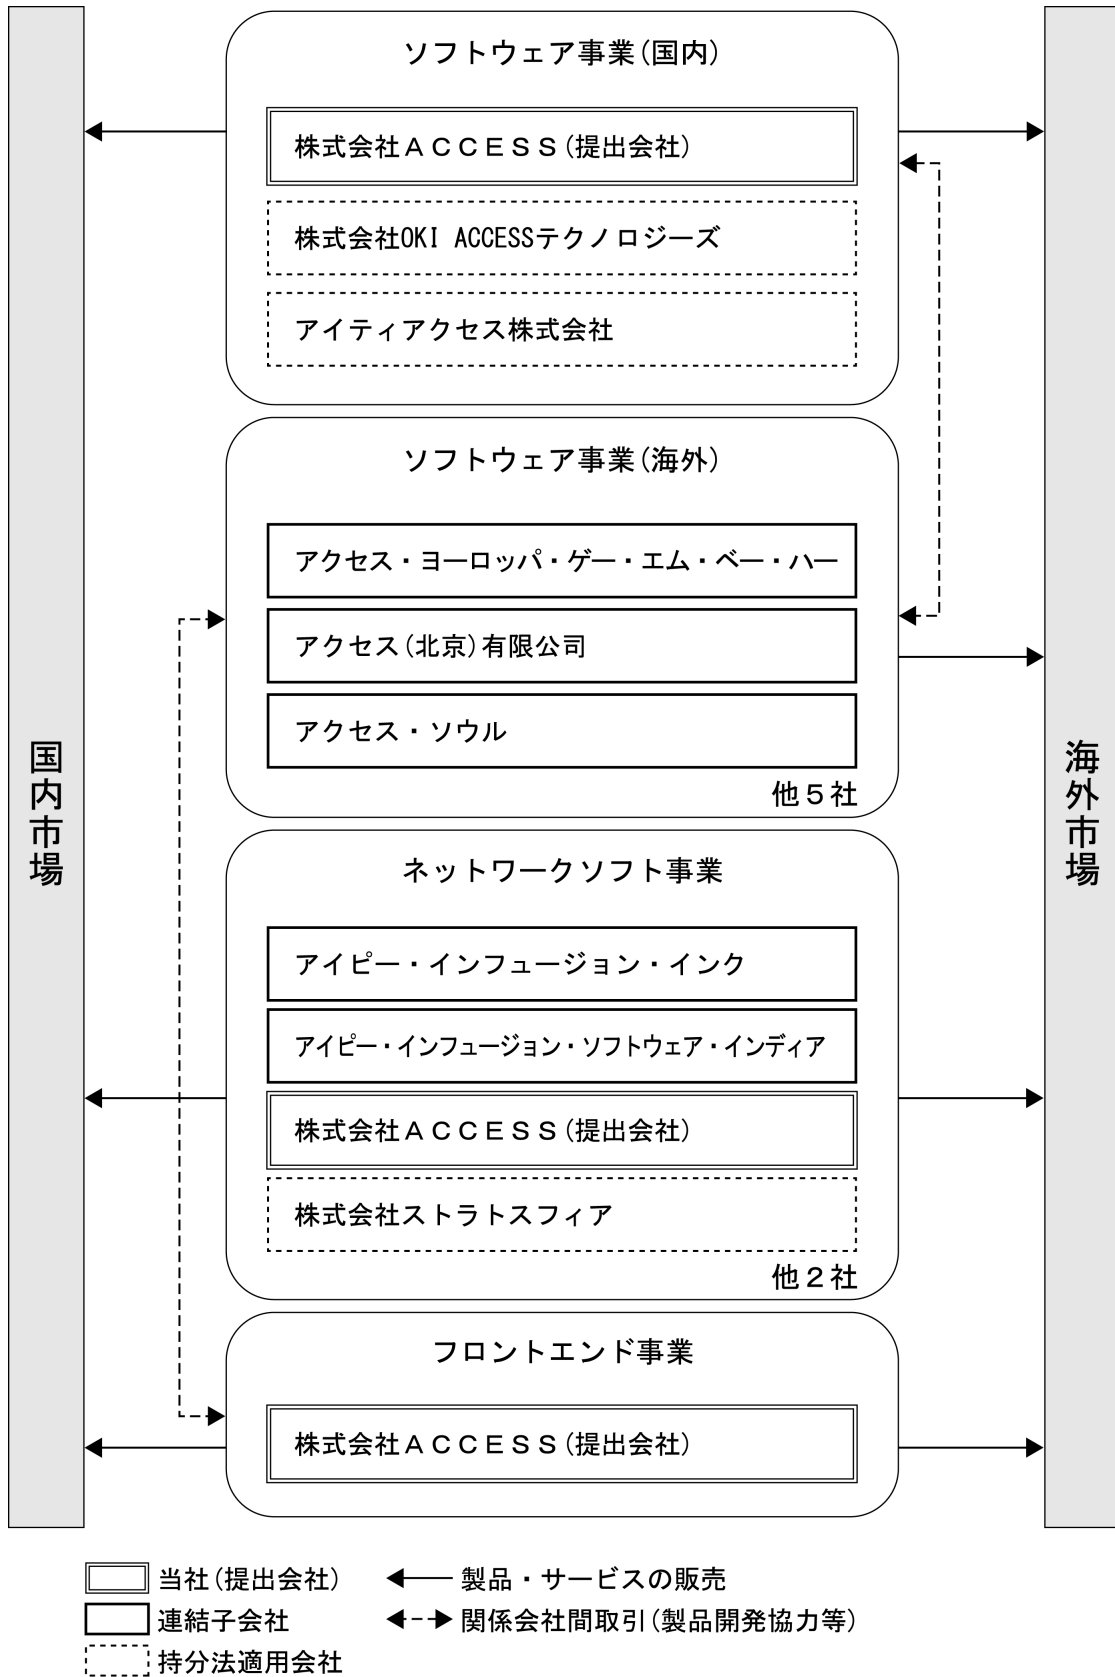 国内市場
海外市場
ソフトウェア事業(国内)
株式会社ＡＣＣＥＳＳ(提出会社)
株式会社OKI ACCESSテクノロジーズ
アイティアクセス株式会社
ソフトウェア事業(海外)
アクセス・ヨーロッパ・ゲー・エム・ベー・ハー
アクセス(北京)有限公司
アクセス・ソウル
他５社
ネットワークソフト事業
アイピー・インフュージョン・インク
アイピー・インフュージョン・ソフトウェア・インディア
株式会社ＡＣＣＥＳＳ(提出会社)
株式会社ストラトスフィア
他２社
フロントエンド事業
株式会社ＡＣＣＥＳＳ(提出会社)
当社(提出会社)
製品・サービスの販売
連結子会社
関係会社間取引(製品開発協力等)
持分法適用会社